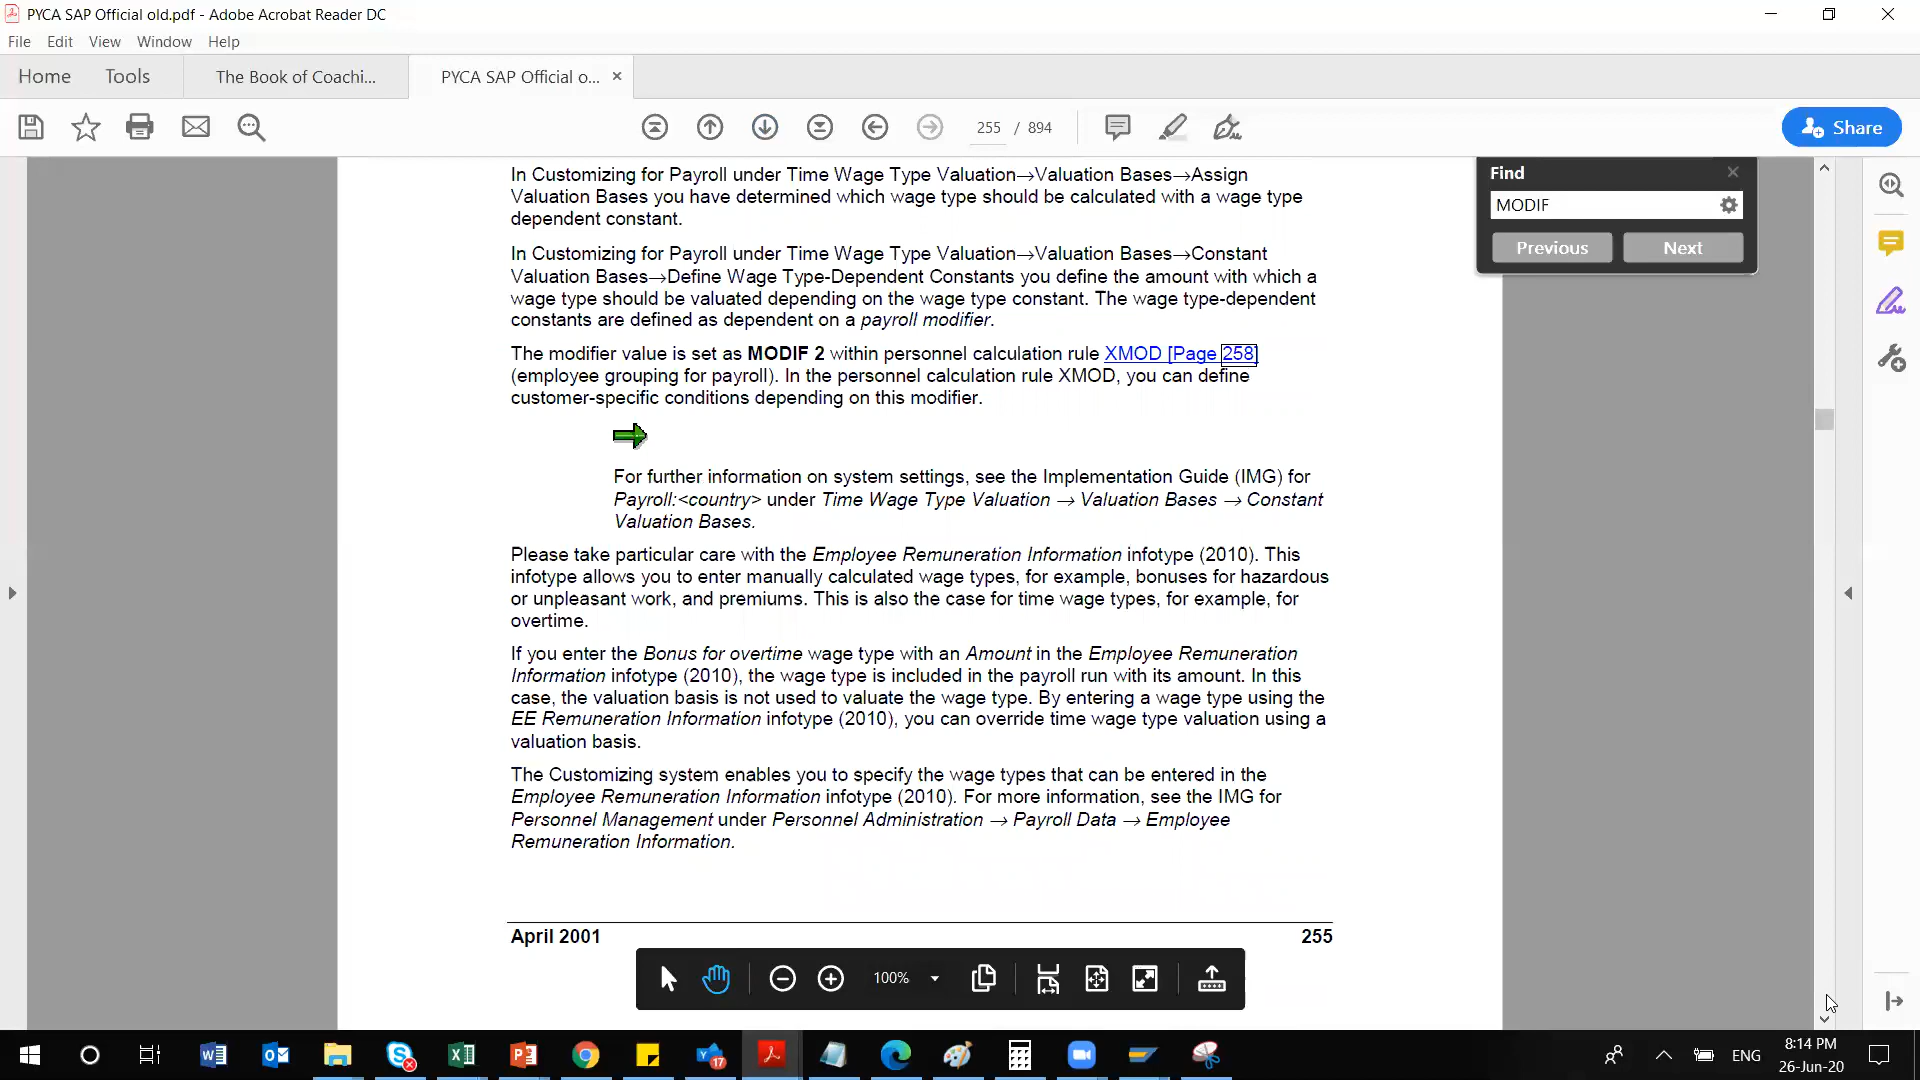 PYCA SAP Official old.pdf - Adobe Acrobat Reader DC
File Edit View Window Help
Home Tools The Book of Coachi... PYCA SAP Official o...
255 / 894 Share
Find
MODIF
Previous Next
In Customizing for Payroll under Time Wage Type Valuation→Valuation Bases→Assign
Valuation Bases you have determined which wage type should be calculated with a wage type
dependent constant.
In Customizing for Payroll under Time Wage Type Valuation→Valuation Bases→Constant
Valuation Bases→Define Wage Type-Dependent Constants you define the amount with which a
wage type should be valuated depending on the wage type constant. The wage type-dependent
constants are defined as dependent on a payroll modifier.
The modifier value is set as MODIF 2 within personnel calculation rule XMOD [Page 258]
(employee grouping for payroll). In the personnel calculation rule XMOD, you can define
customer-specific conditions depending on this modifier.
For further information on system settings, see the Implementation Guide (IMG) for
Payroll:<country> under Time Wage Type Valuation → Valuation Bases → Constant
Valuation Bases.
Please take particular care with the Employee Remuneration Information infotype (2010). This
infotype allows you to enter manually calculated wage types, for example, bonuses for hazardous
or unpleasant work, and premiums. This is also the case for time wage types, for example, for
overtime.
If you enter the Bonus for overtime wage type with an Amount in the Employee Remuneration
Information infotype (2010), the wage type is included in the payroll run with its amount. In this
case, the valuation basis is not used to valuate the wage type. By entering a wage type using the
EE Remuneration Information infotype (2010), you can override time wage type valuation using a
valuation basis.
The Customizing system enables you to specify the wage types that can be entered in the
Employee Remuneration Information infotype (2010). For more information, see the IMG for
Personnel Management under Personnel Administration → Payroll Data → Employee
Remuneration Information.
April 2001 255
100%
17
ENG
8:14 PM
26-Jun-20